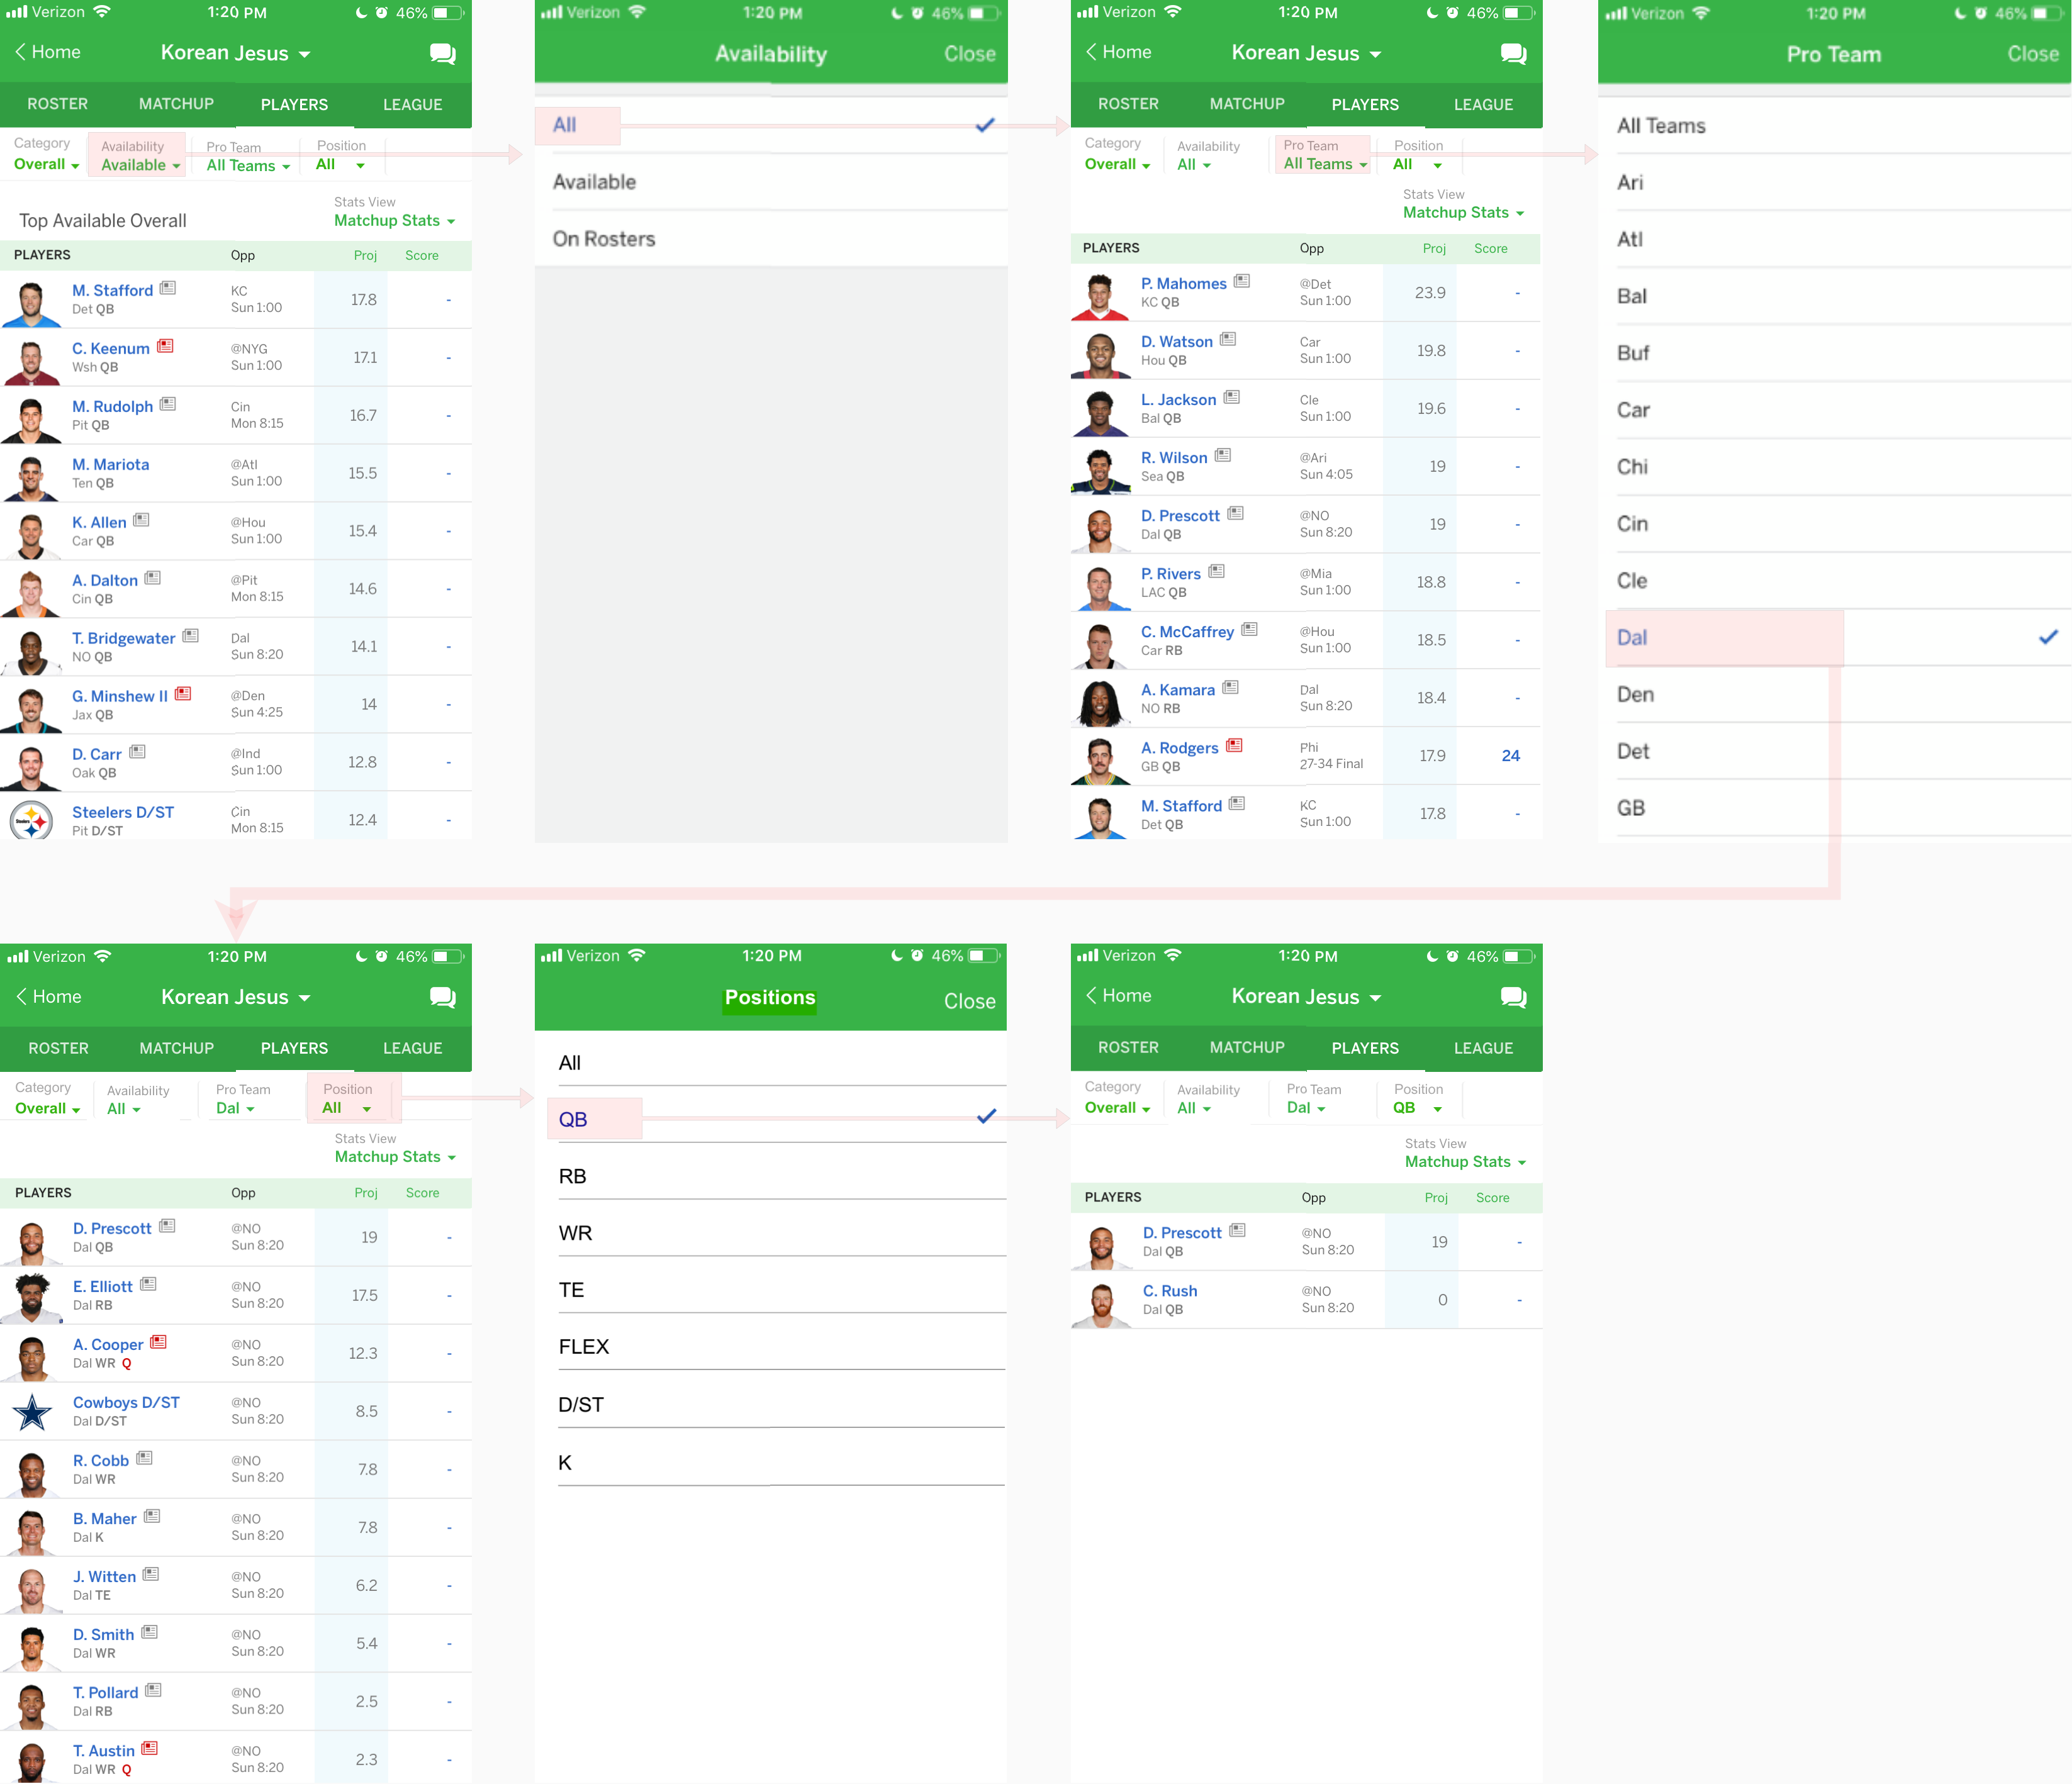 Verizon 1:20 PM 46%
Home Korean Jesus
ROSTER MATCHUP PLAYERS LEAGUE
Category Availability Pro Team Position
Overall Available All Teams All
Stats View
Top Available Overall Matchup Stats
PLAYERS Opp Proj Score
M. Stafford KC 17.8 -
Det QB Sun 1:00
C. Keenum @NYG 17.1 -
Wsh QB Sun 1:00
M. Rudolph Cin 16.7 -
Pit QB Mon 8:15
M. Mariota @Atl 15.5 -
Ten QB Sun 1:00
K. Allen @Hou 15.4 -
Car QB Sun 1:00
A. Dalton @Pit 14.6 -
Cin QB Mon 8:15
T. Bridgewater Dal 14.1 -
NO QB Sun 8:20
G. Minshew II @Den 14 -
Jax QB Sun 4:25
D. Carr @Ind 12.8 -
Oak QB Sun 1:00
Steelers D/ST Cin 12.4 -
Pit D/ST Mon 8:15
Verizon 1:20 PM 46%
Availability Close
All
Available
On Rosters
Verizon 1:20 PM 46%
Home Korean Jesus
ROSTER MATCHUP PLAYERS LEAGUE
Category Availability Pro Team Position
Overall All All Teams All
Stats View
Matchup Stats
PLAYERS Opp Proj Score
P. Mahomes @Det 23.9 -
KC QB Sun 1:00
D. Watson Car 19.8 -
Hou QB Sun 1:00
L. Jackson Cle 19.6 -
Bal QB Sun 1:00
R. Wilson @Ari 19 -
Sea QB Sun 4:05
D. Prescott @NO 19 -
Dal QB Sun 8:20
P. Rivers @Mia 18.8 -
LAC QB Sun 1:00
C. McCaffrey @Hou 18.5 -
Car RB Sun 1:00
A. Kamara Dal 18.4 -
NO RB Sun 8:20
A. Rodgers Phi 17.9 24
GB QB 27-34 Final
M. Stafford KC 17.8 -
Det QB Sun 1:00
Verizon 1:20 PM 46%
Pro Team Close
All Teams
Ari
Atl
Bal
Buf
Car
Chi
Cin
Cle
Dal
Den
Det
GB
Verizon 1:20 PM 46%
Home Korean Jesus
ROSTER MATCHUP PLAYERS LEAGUE
Category Availability Pro Team Position
Overall All Dal All
Stats View
Matchup Stats
PLAYERS Opp Proj Score
D. Prescott @NO 19 -
Dal QB Sun 8:20
E. Elliott @NO 17.5 -
Dal RB Sun 8:20
A. Cooper @NO 12.3 -
Dal WR Q Sun 8:20
Cowboys D/ST @NO 8.5 -
Dal D/ST Sun 8:20
R. Cobb @NO 7.8 -
Dal WR Sun 8:20
B. Maher @NO 7.8 -
Dal K Sun 8:20
J. Witten @NO 6.2 -
Dal TE Sun 8:20
D. Smith @NO 5.4 -
Dal WR Sun 8:20
T. Pollard @NO 2.5 -
Dal RB Sun 8:20
T. Austin @NO 2.3 -
Dal WR Q Sun 8:20
Verizon 1:20 PM 46%
Positions Close
All
QB
RB
WR
TE
FLEX
D/ST
K
Verizon 1:20 PM 46%
Home Korean Jesus
ROSTER MATCHUP PLAYERS LEAGUE
Category Availability Pro Team Position
Overall All Dal QB
Stats View
Matchup Stats
PLAYERS Opp Proj Score
D. Prescott @NO 19 -
Dal QB Sun 8:20
C. Rush @NO 0 -
Dal QB Sun 8:20